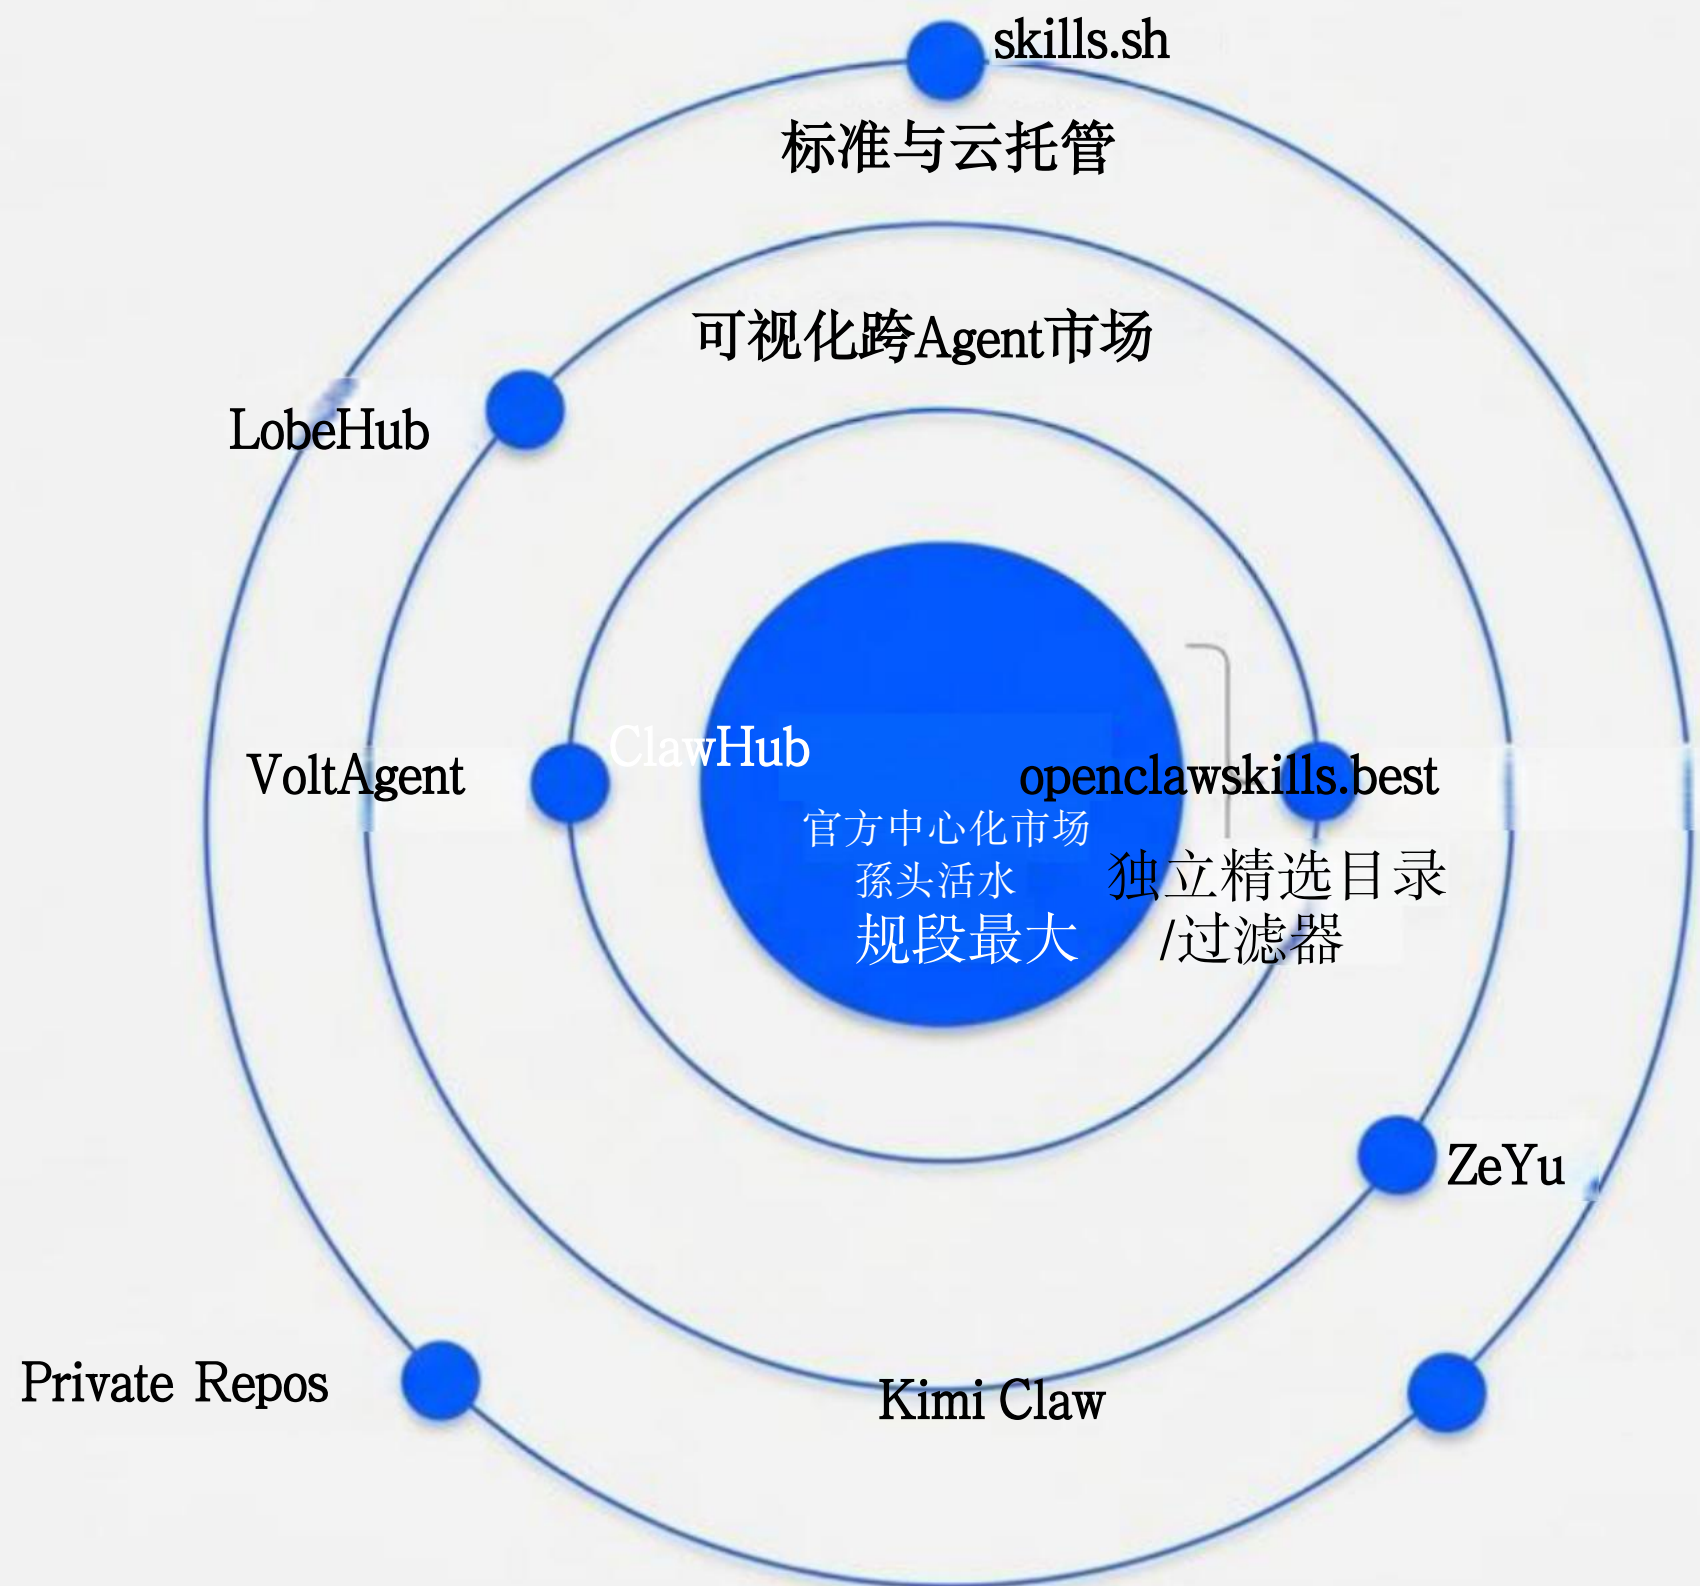 skills.sh
标准与云托管
可视化跨Agent市场
LobeHub
ClawHub
VoltAgent
openclawskills.best
官方中心化市场
孫头活水
规段最大
独立精选目录
/过滤器
ZeYu
Private Repos
Kimi Claw